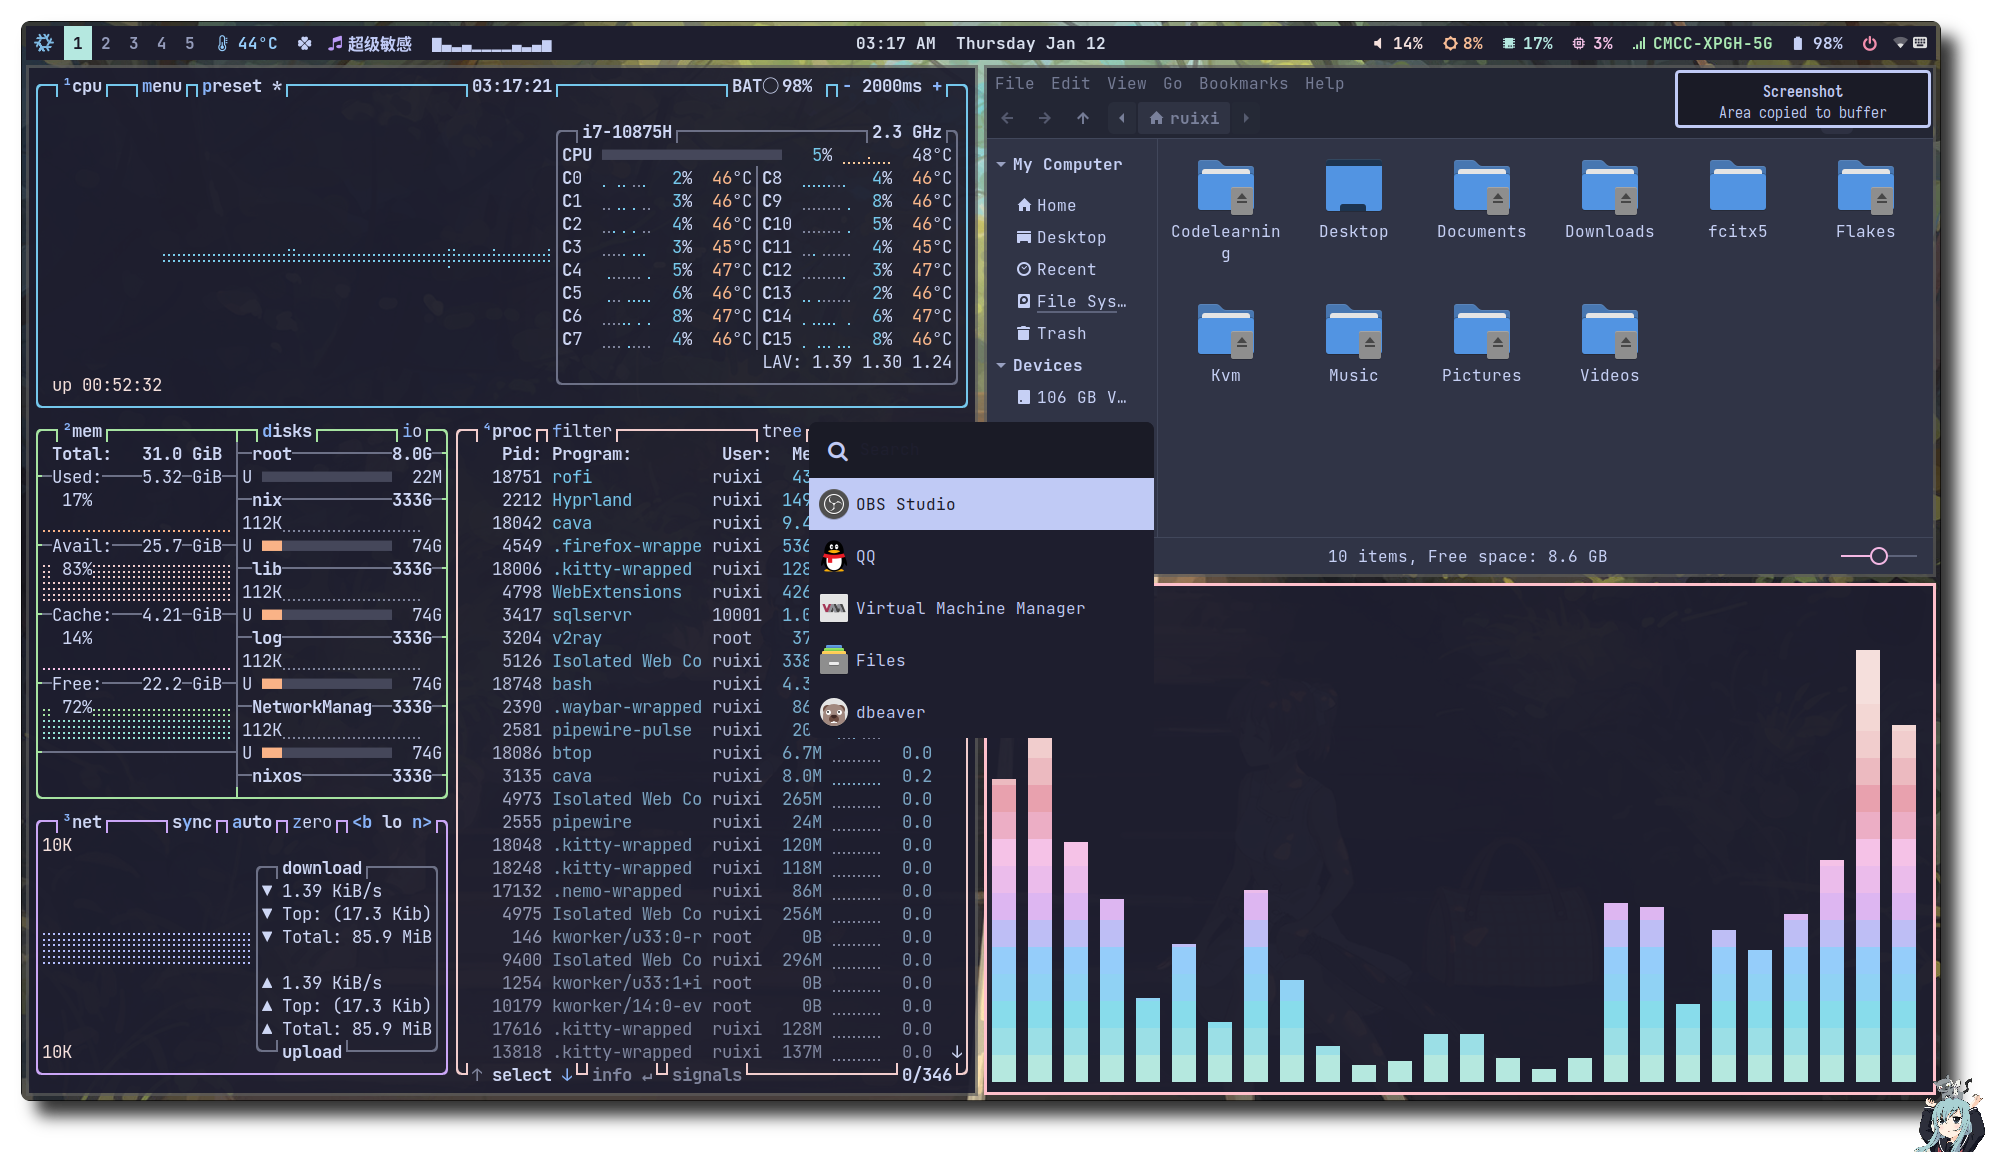 1 2 3 4 5 44°C 超级敏感 03:17 AM Thursday Jan 12 14% 8% 17% 3% CMCC-XPGH-5G 98%
¹cpu menu preset * 03:17:21 BAT 98% - 2000ms +
i7-10875H 2.3 GHz
CPU 5% 48°C
C0 2% 46°C C8 4% 46°C
C1 3% 46°C C9 8% 46°C
C2 4% 46°C C10 5% 46°C
C3 3% 45°C C11 4% 45°C
C4 5% 47°C C12 3% 47°C
C5 6% 46°C C13 2% 46°C
C6 8% 47°C C14 6% 47°C
C7 4% 46°C C15 8% 46°C
LAV: 1.39 1.30 1.24
up 00:52:32
²mem
Total: 31.0 GiB
Used: 5.32 GiB
17%
Avail: 25.7 GiB
83%
Cache: 4.21 GiB
14%
Free: 22.2 GiB
72%
disks io
root 8.0G
U 22M
nix 333G
112K
U 74G
lib 333G
112K
U 74G
log 333G
112K
U 74G
NetworkManag 333G
112K
U 74G
nixos 333G
³net sync auto zero <b lo n>
10K
download
▼ 1.39 KiB/s
▼ Top: (17.3 Kib)
▼ Total: 85.9 MiB
▲ 1.39 KiB/s
▲ Top: (17.3 Kib)
▲ Total: 85.9 MiB
upload
10K
⁴proc filter tree
Pid: Program: User: Me
18751 rofi ruixi 43
2212 Hyprland ruixi 149
18042 cava ruixi 9.4
4549 .firefox-wrappe ruixi 536
18006 .kitty-wrapped ruixi 128
4798 WebExtensions ruixi 426
3417 sqlservr 10001 1.0
3204 v2ray root 37
5126 Isolated Web Co ruixi 338
18748 bash ruixi 4.3
2390 .waybar-wrapped ruixi 86
2581 pipewire-pulse ruixi 20
18086 btop ruixi 6.7M 0.0
3135 cava ruixi 8.0M 0.2
4973 Isolated Web Co ruixi 265M 0.0
2555 pipewire ruixi 24M 0.0
18048 .kitty-wrapped ruixi 120M 0.0
18248 .kitty-wrapped ruixi 118M 0.0
17132 .nemo-wrapped ruixi 86M 0.0
4975 Isolated Web Co ruixi 256M 0.0
146 kworker/u33:0-r root 0B 0.0
9400 Isolated Web Co ruixi 296M 0.0
1254 kworker/u33:1+i root 0B 0.0
10179 kworker/14:0-ev root 0B 0.0
17616 .kitty-wrapped ruixi 128M 0.0
13818 .kitty-wrapped ruixi 137M 0.0 ↓
↑ select ↓ info ↵ signals 0/346
OBS Studio
QQ
Virtual Machine Manager
Files
dbeaver
File Edit View Go Bookmarks Help
ruixi
Screenshot
Area copied to buffer
My Computer
Home
Desktop
Recent
File Sys…
Trash
Devices
106 GB V…
Codelearnin
g
Desktop
Documents
Downloads
fcitx5
Flakes
Kvm
Music
Pictures
Videos
10 items, Free space: 8.6 GB